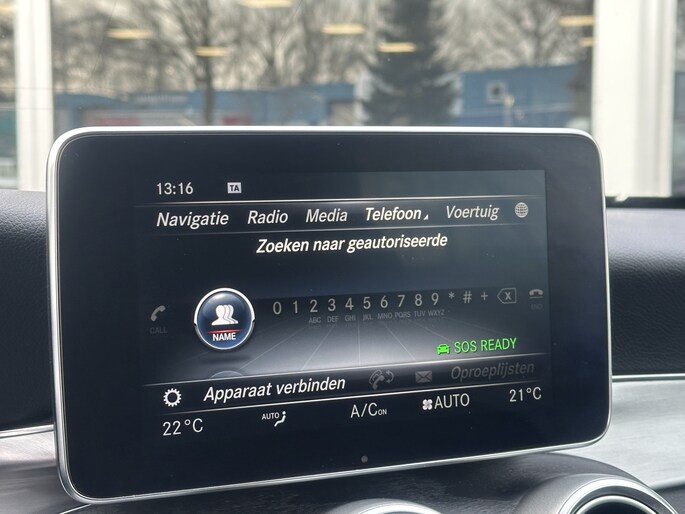 13:16 TA
Navigatie Radio Media Telefoon Voertuig
Zoeken naar geautoriseerde
0 1 2 3 4 5 6 7 8 9 * # +
ABC DEF GHI JKL MNO PQRS TUV WXYZ
CALL
NAME
END
SOS READY
Apparaat verbinden Oproeplijsten
22°C AUTO A/C ON AUTO 21°C